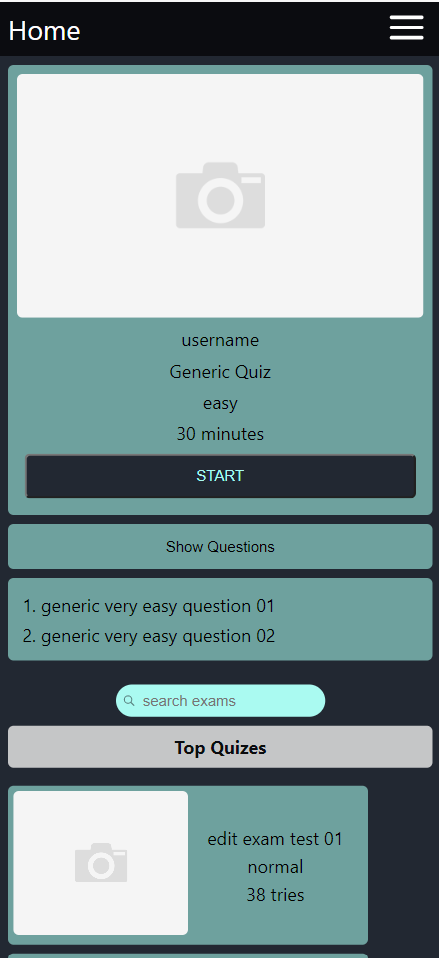 Home
username
Generic Quiz
easy
30 minutes
START
Show Questions
1. generic very easy question 01
2. generic very easy question 02
search exams
Top Quizes
edit exam test 01
normal
38 tries